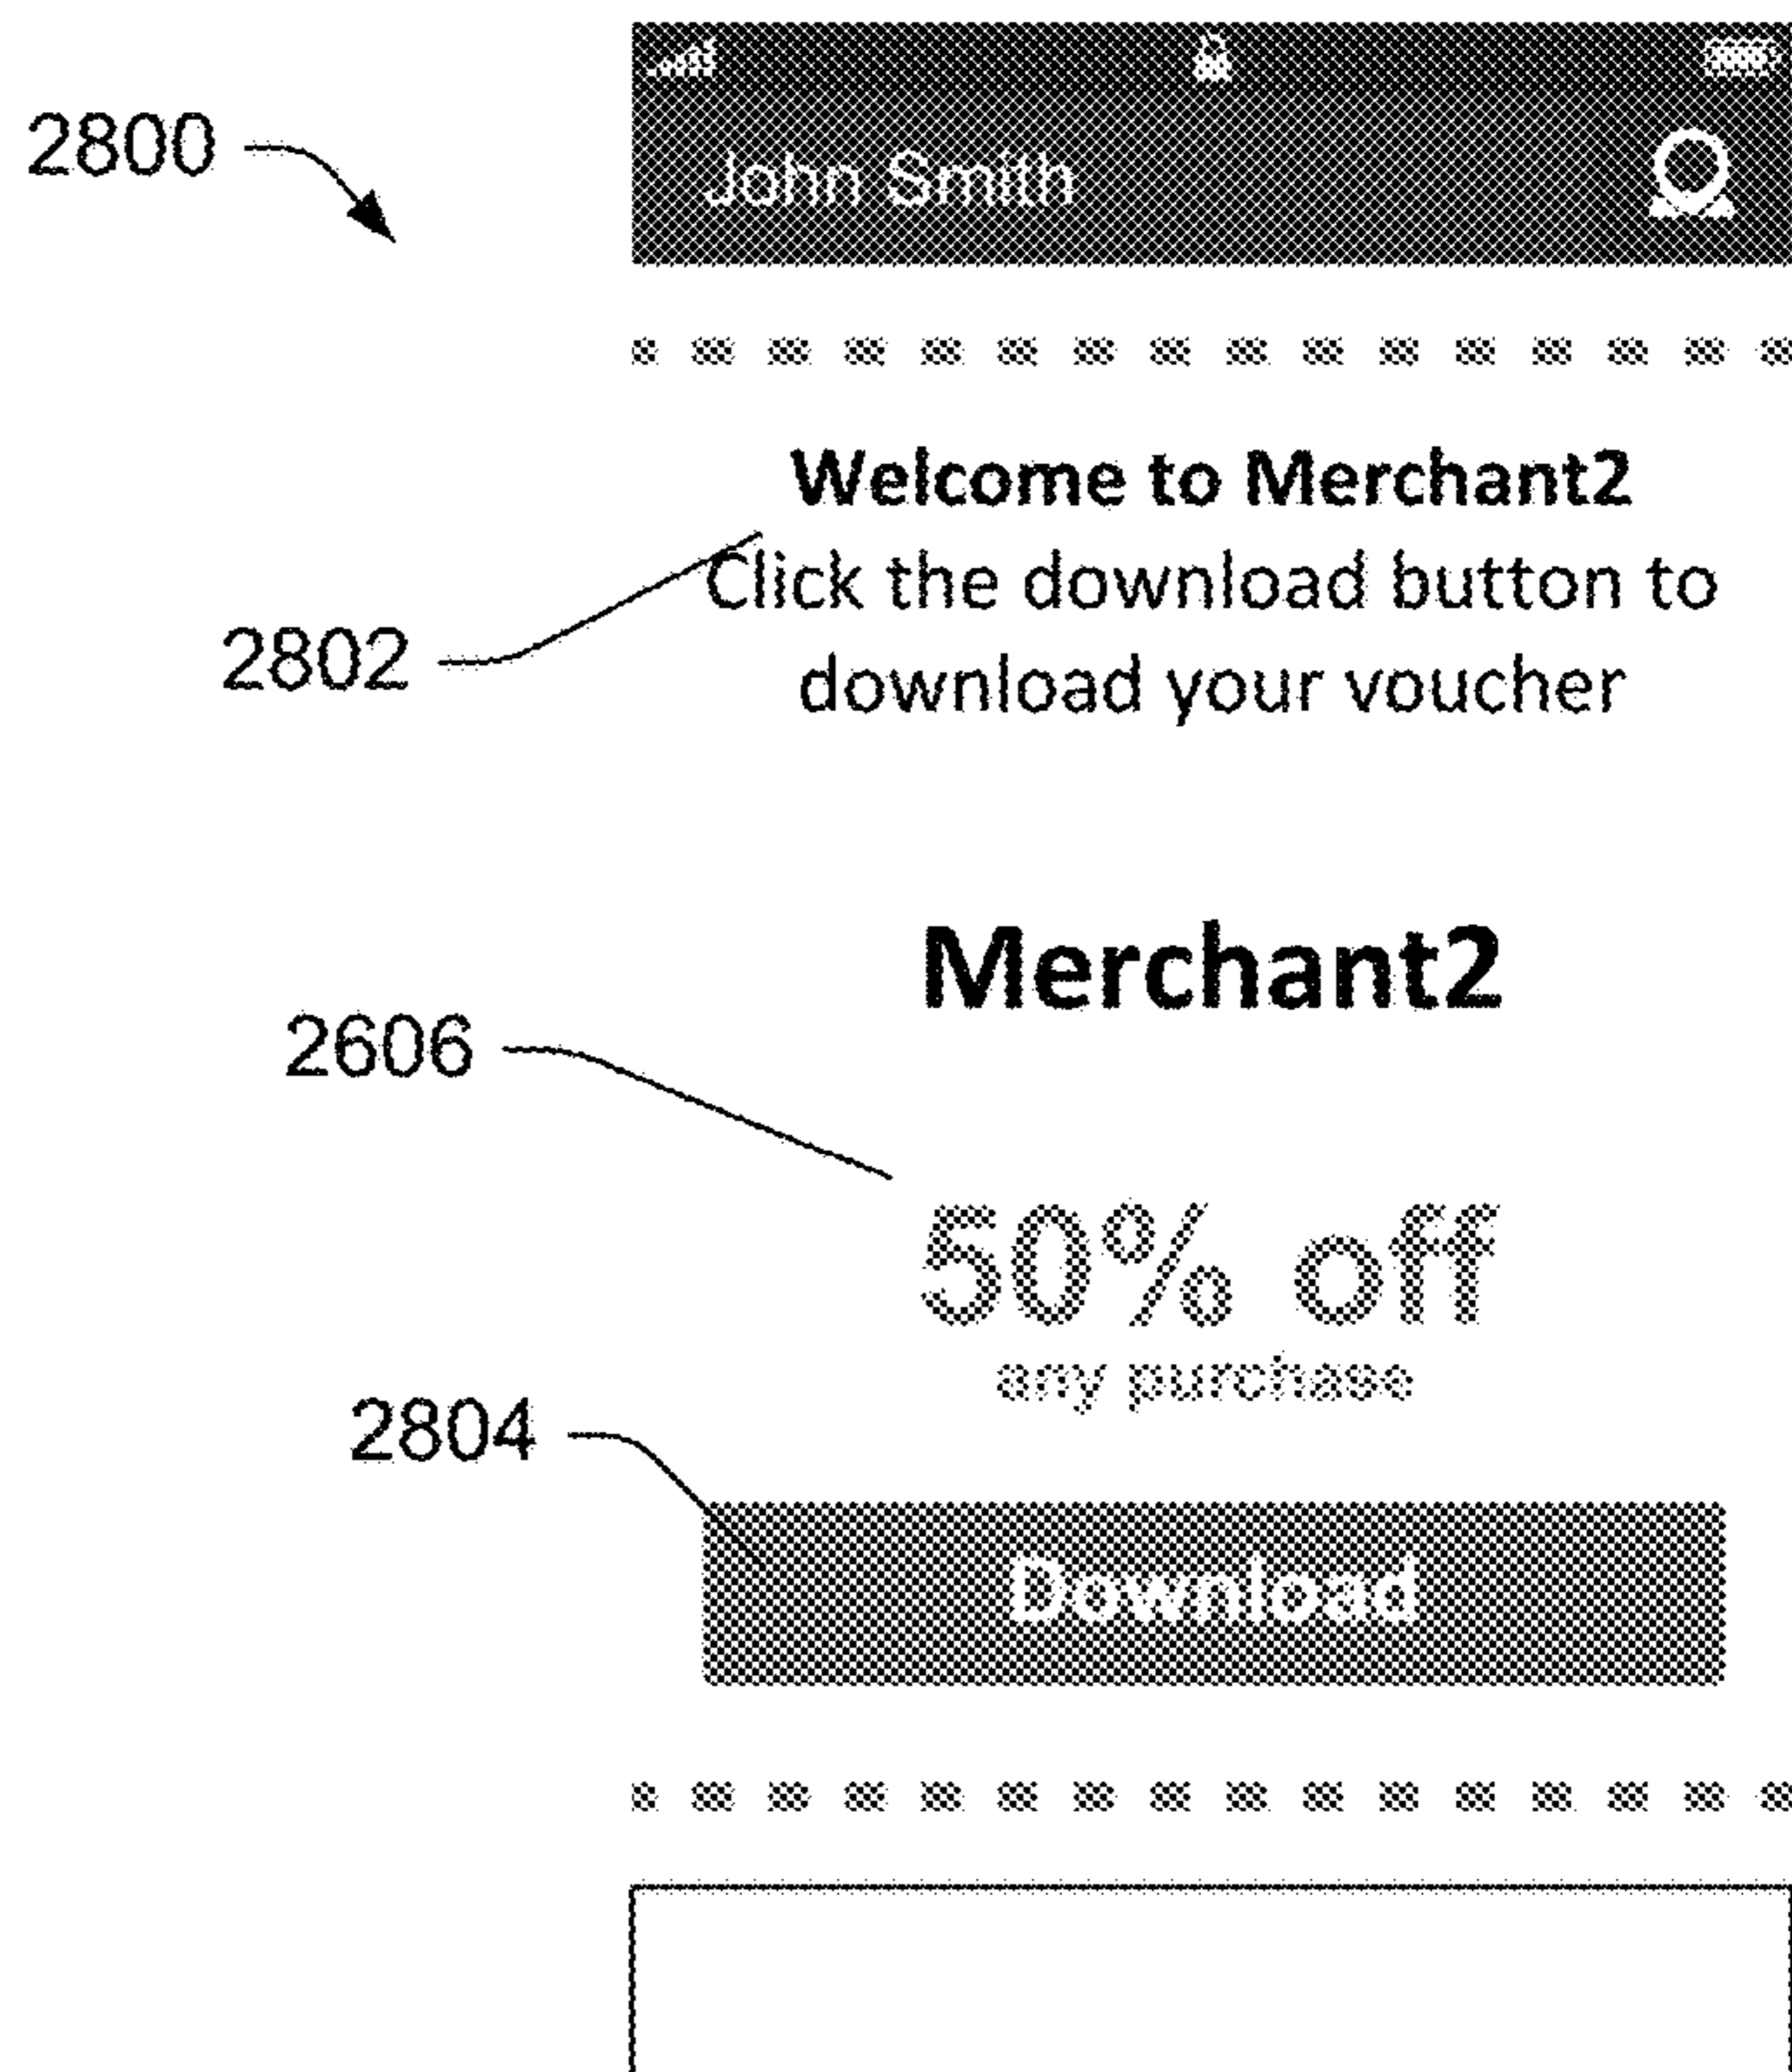 2800
John Smith
Welcome to Merchant2
Click the download button to
2802
download your voucher
Merchant2
2606
50% off
any purchase
2804
Download